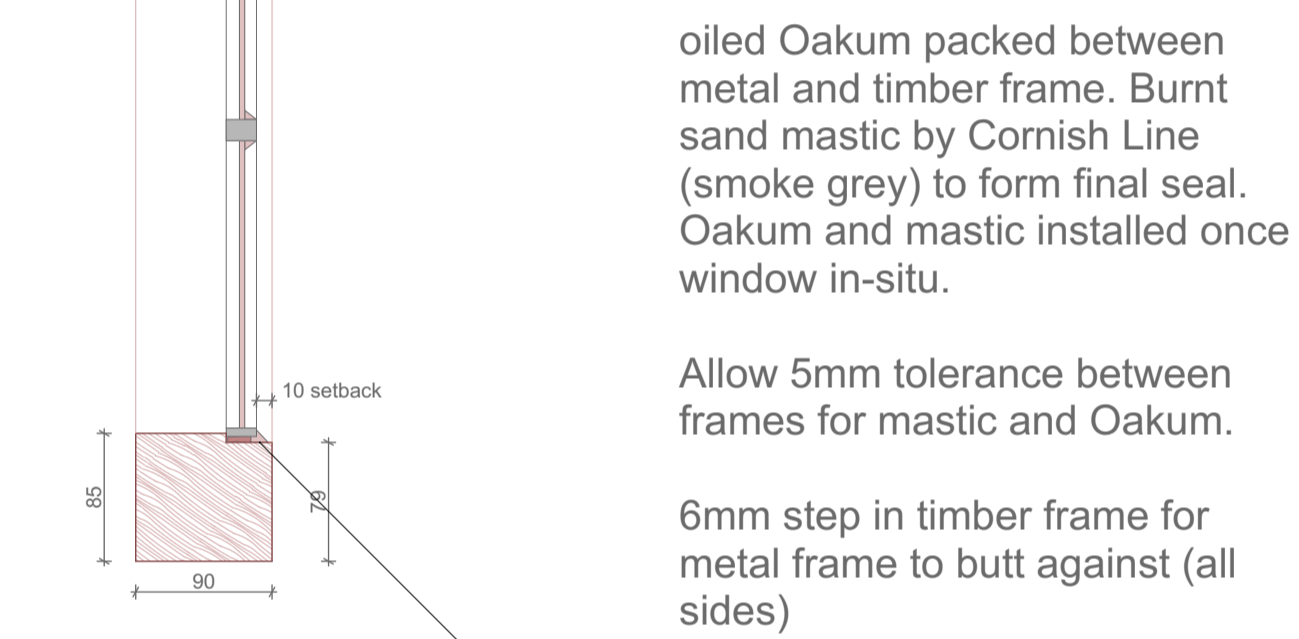 oiled Oakum packed between
metal and timber frame. Burnt
sand mastic by Cornish Line
(smoke grey) to form final seal.
Oakum and mastic installed once
window in-situ.
Allow 5mm tolerance between
frames for mastic and Oakum.
6mm step in timber frame for
metal frame to butt against (all
sides)
10 setback
85
79
90